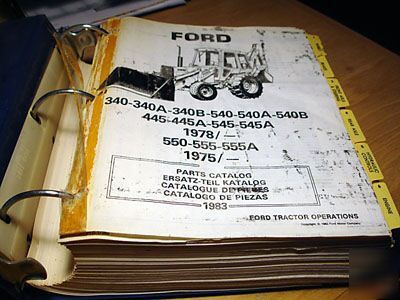 FORD
340-340A-340B-540-540A-540B
445-445A-545-545A
1978/—
550-555-555A
1975/—
PARTS CATALOG
ERSATZ-TEIL KATALOG
CATALOGUE DE PIECES
CATALOGO DE PIEZAS
1983
FORD TRACTOR OPERATIONS